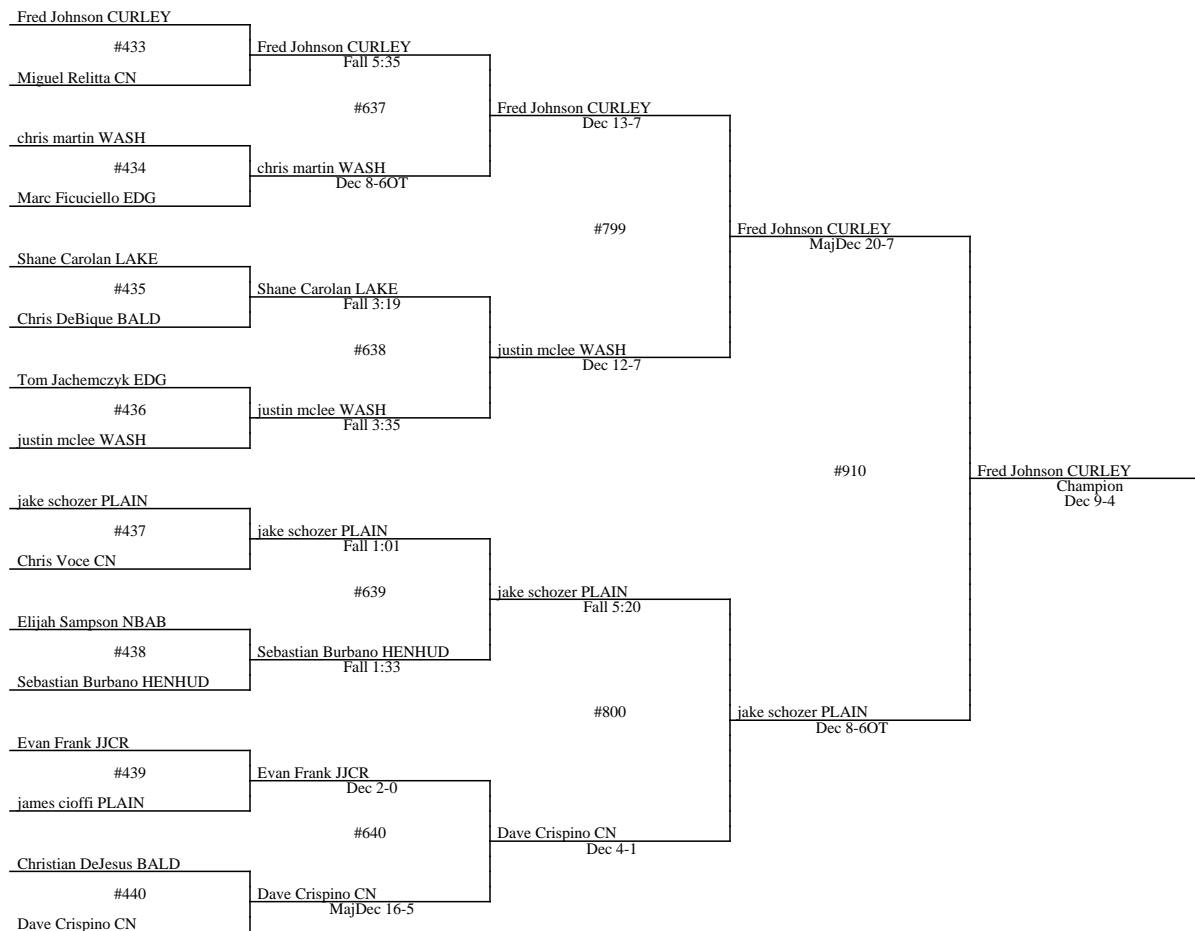 Fred Johnson CURLEY
#433
Fred Johnson CURLEY
Fall 5:35
Miguel Relitta CN
#637
Fred Johnson CURLEY
Dec 13-7
chris martin WASH
#434
chris martin WASH
Dec 8-6OT
Marc Ficuciello EDG
#799
Fred Johnson CURLEY
MajDec 20-7
Shane Carolan LAKE
#435
Shane Carolan LAKE
Fall 3:19
Chris DeBique BALD
#638
justin mclee WASH
Dec 12-7
Tom Jachemczyk EDG
#436
justin mclee WASH
Fall 3:35
justin mclee WASH
#910
Fred Johnson CURLEY
Champion
Dec 9-4
jake schozer PLAIN
#437
jake schozer PLAIN
Fall 1:01
Chris Voce CN
#639
jake schozer PLAIN
Fall 5:20
Elijah Sampson NBAB
#438
Sebastian Burbano HENHUD
Fall 1:33
Sebastian Burbano HENHUD
#800
jake schozer PLAIN
Dec 8-6OT
Evan Frank JJCR
#439
Evan Frank JJCR
Dec 2-0
james cioffi PLAIN
#640
Dave Crispino CN
Dec 4-1
Christian DeJesus BALD
#440
Dave Crispino CN
MajDec 16-5
Dave Crispino CN